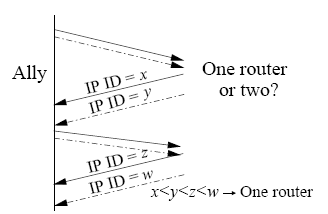 Ally
IP ID = x
IP ID = y
One router
or two?
IP ID = z
IP ID = w
x<y<z<w → One router